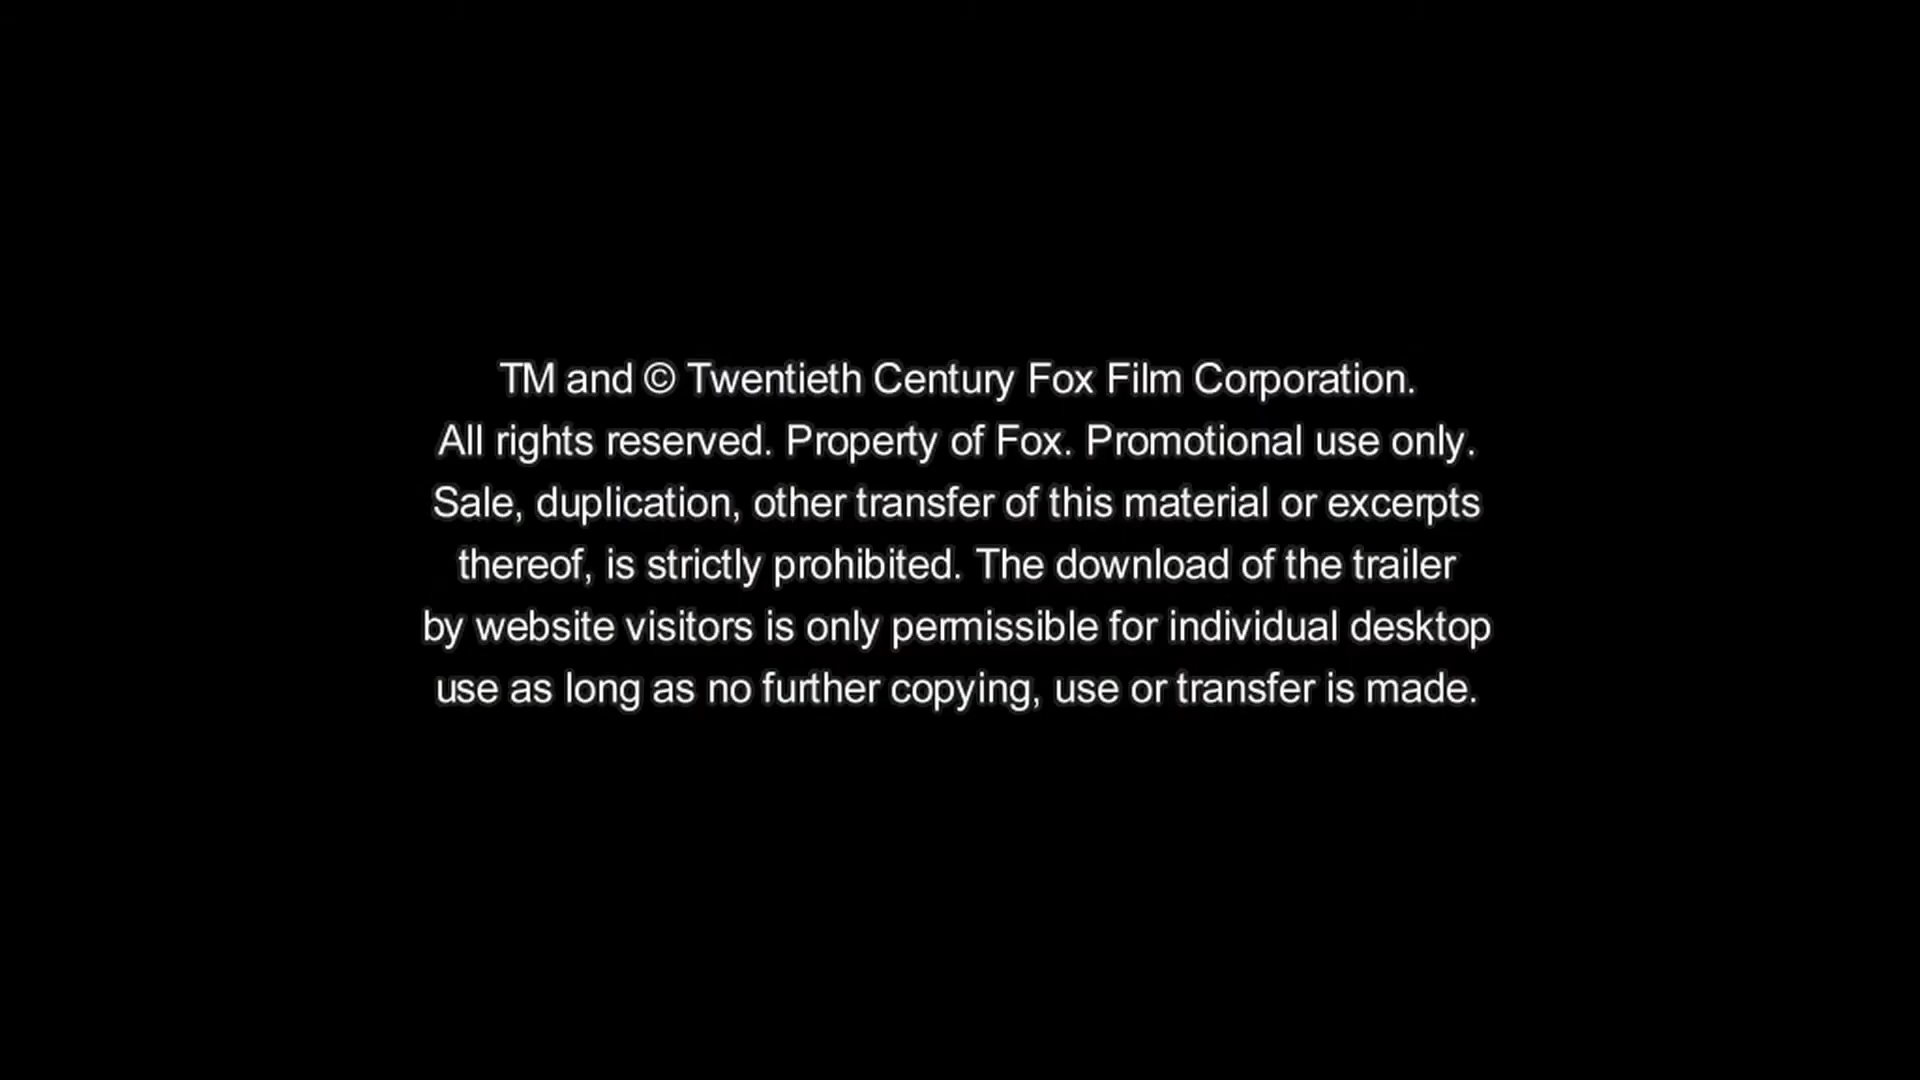 TM and © Twentieth Century Fox Film Corporation.
All rights reserved. Property of Fox. Promotional use only.
Sale, duplication, other transfer of this material or excerpts
thereof, is strictly prohibited. The download of the trailer
by website visitors is only permissible for individual desktop
use as long as no further copying, use or transfer is made.